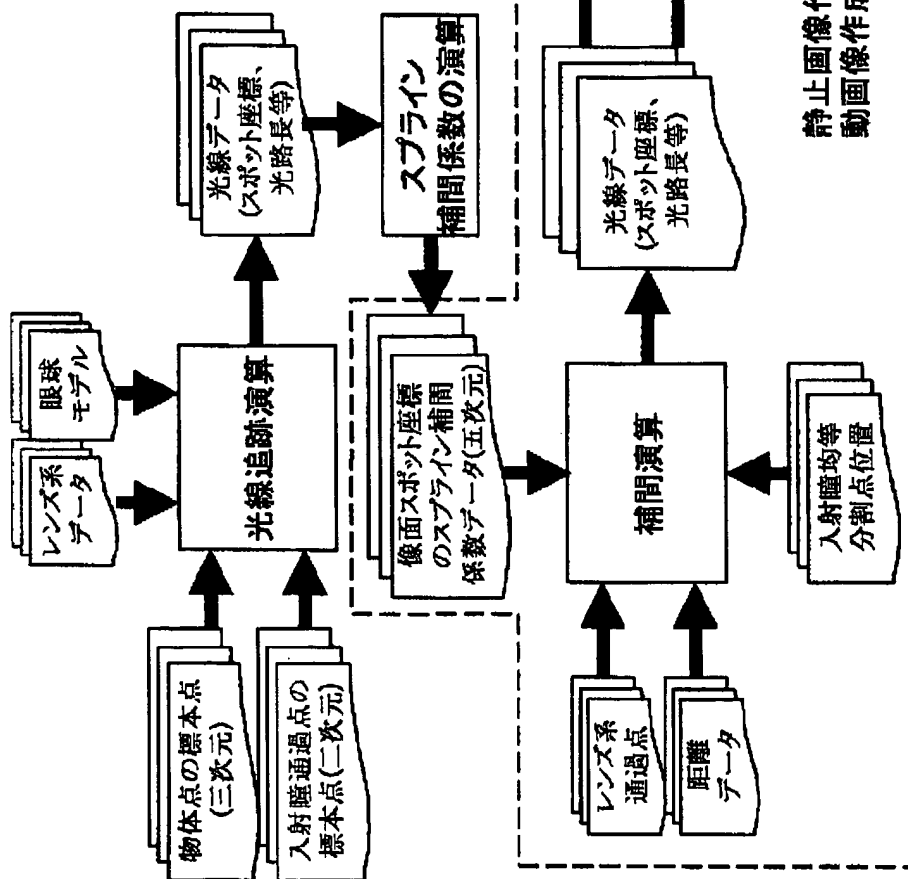 レンズ系
データ
眼球
モデル
物体点の標本点
(三次元)
入射瞳通過点の
標本点(二次元)
光線追跡演算
光線データ
(スポット座標、
光路長等)
スプライン
補間係数の演算
像面スポット座標
のスプライン補間
係数データ(五次元)
レンズ系
通過点
距離
データ
補間演算
入射瞳均等
分割点位置
光線データ
(スポット座標、
光路長等)
静止画像作
動画像作成